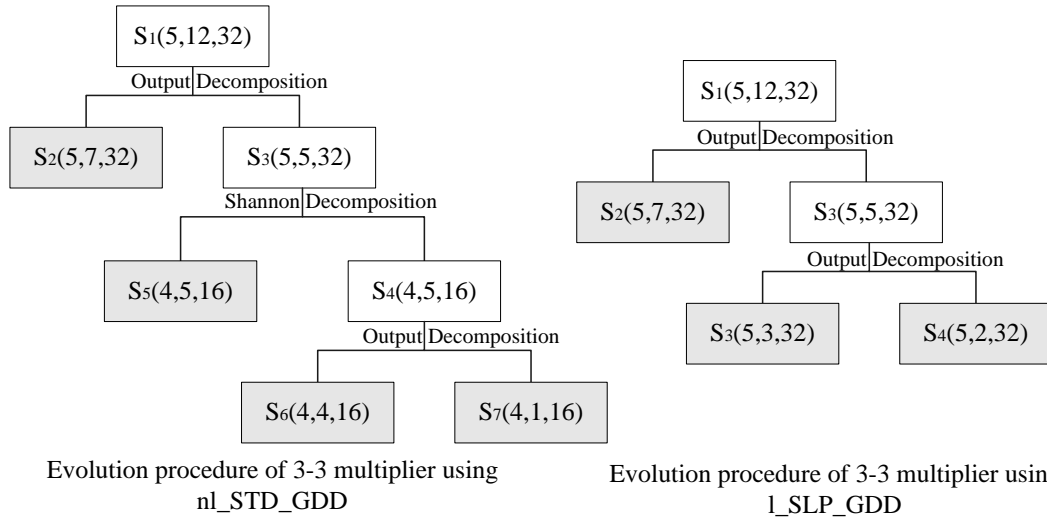 S1(5,12,32)
Output Decomposition
S2(5,7,32)
S3(5,5,32)
Shannon Decomposition
S5(4,5,16)
S4(4,5,16)
Output Decomposition
S6(4,4,16)
S7(4,1,16)
Evolution procedure of 3-3 multiplier using
nl_STD_GDD
S1(5,12,32)
Output Decomposition
S2(5,7,32)
S3(5,5,32)
Output Decomposition
S3(5,3,32)
S4(5,2,32)
Evolution procedure of 3-3 multiplier usin
l_SLP_GDD